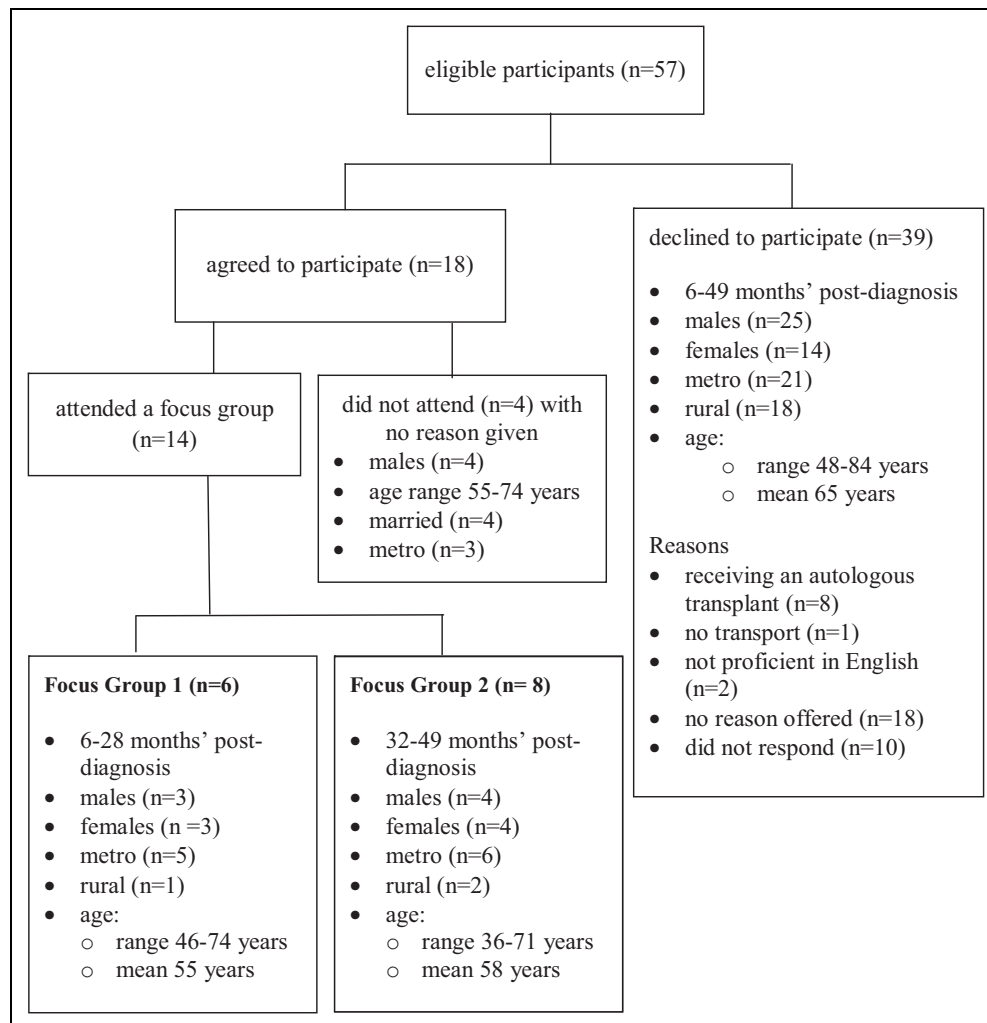 eligible participants (n=57)
agreed to participate (n=18)
declined to participate (n=39)
• 6-49 months’ post-diagnosis
• males (n=25)
• females (n=14)
• metro (n=21)
• rural (n=18)
• age:
o range 48-84 years
o mean 65 years
Reasons
• receiving an autologous
transplant (n=8)
• no transport (n=1)
• not proficient in English
(n=2)
• no reason offered (n=18)
• did not respond (n=10)
attended a focus group
(n=14)
did not attend (n=4) with
no reason given
• males (n=4)
• age range 55-74 years
• married (n=4)
• metro (n=3)
Focus Group 1 (n=6)
• 6-28 months’ post-
diagnosis
• males (n=3)
• females (n =3)
• metro (n=5)
• rural (n=1)
• age:
o range 46-74 years
o mean 55 years
Focus Group 2 (n= 8)
• 32-49 months’ post-
diagnosis
• males (n=4)
• females (n=4)
• metro (n=6)
• rural (n=2)
• age:
o range 36-71 years
o mean 58 years